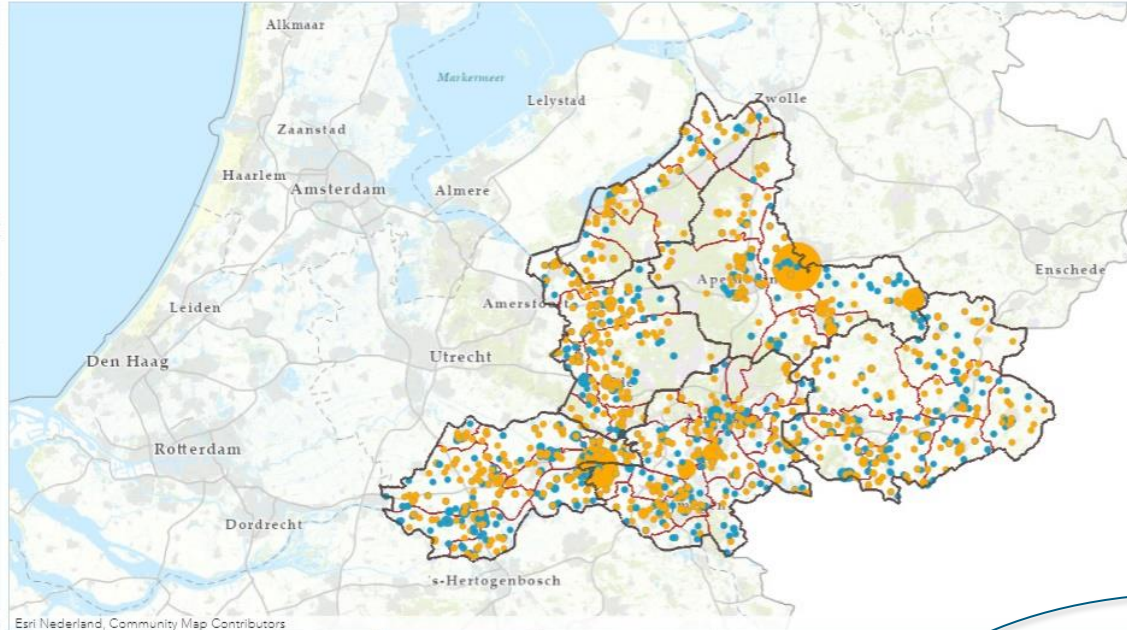 Alkmaar
Markermeer
Lelystad
Zwolle
Zaanstad
Haarlem
Amsterdam
Almere
Enschede
Leiden
Den Haag
Utrecht
Rotterdam
Dordrecht
's-Hertogenbosch
Esri Nederland, Community Map Contributors